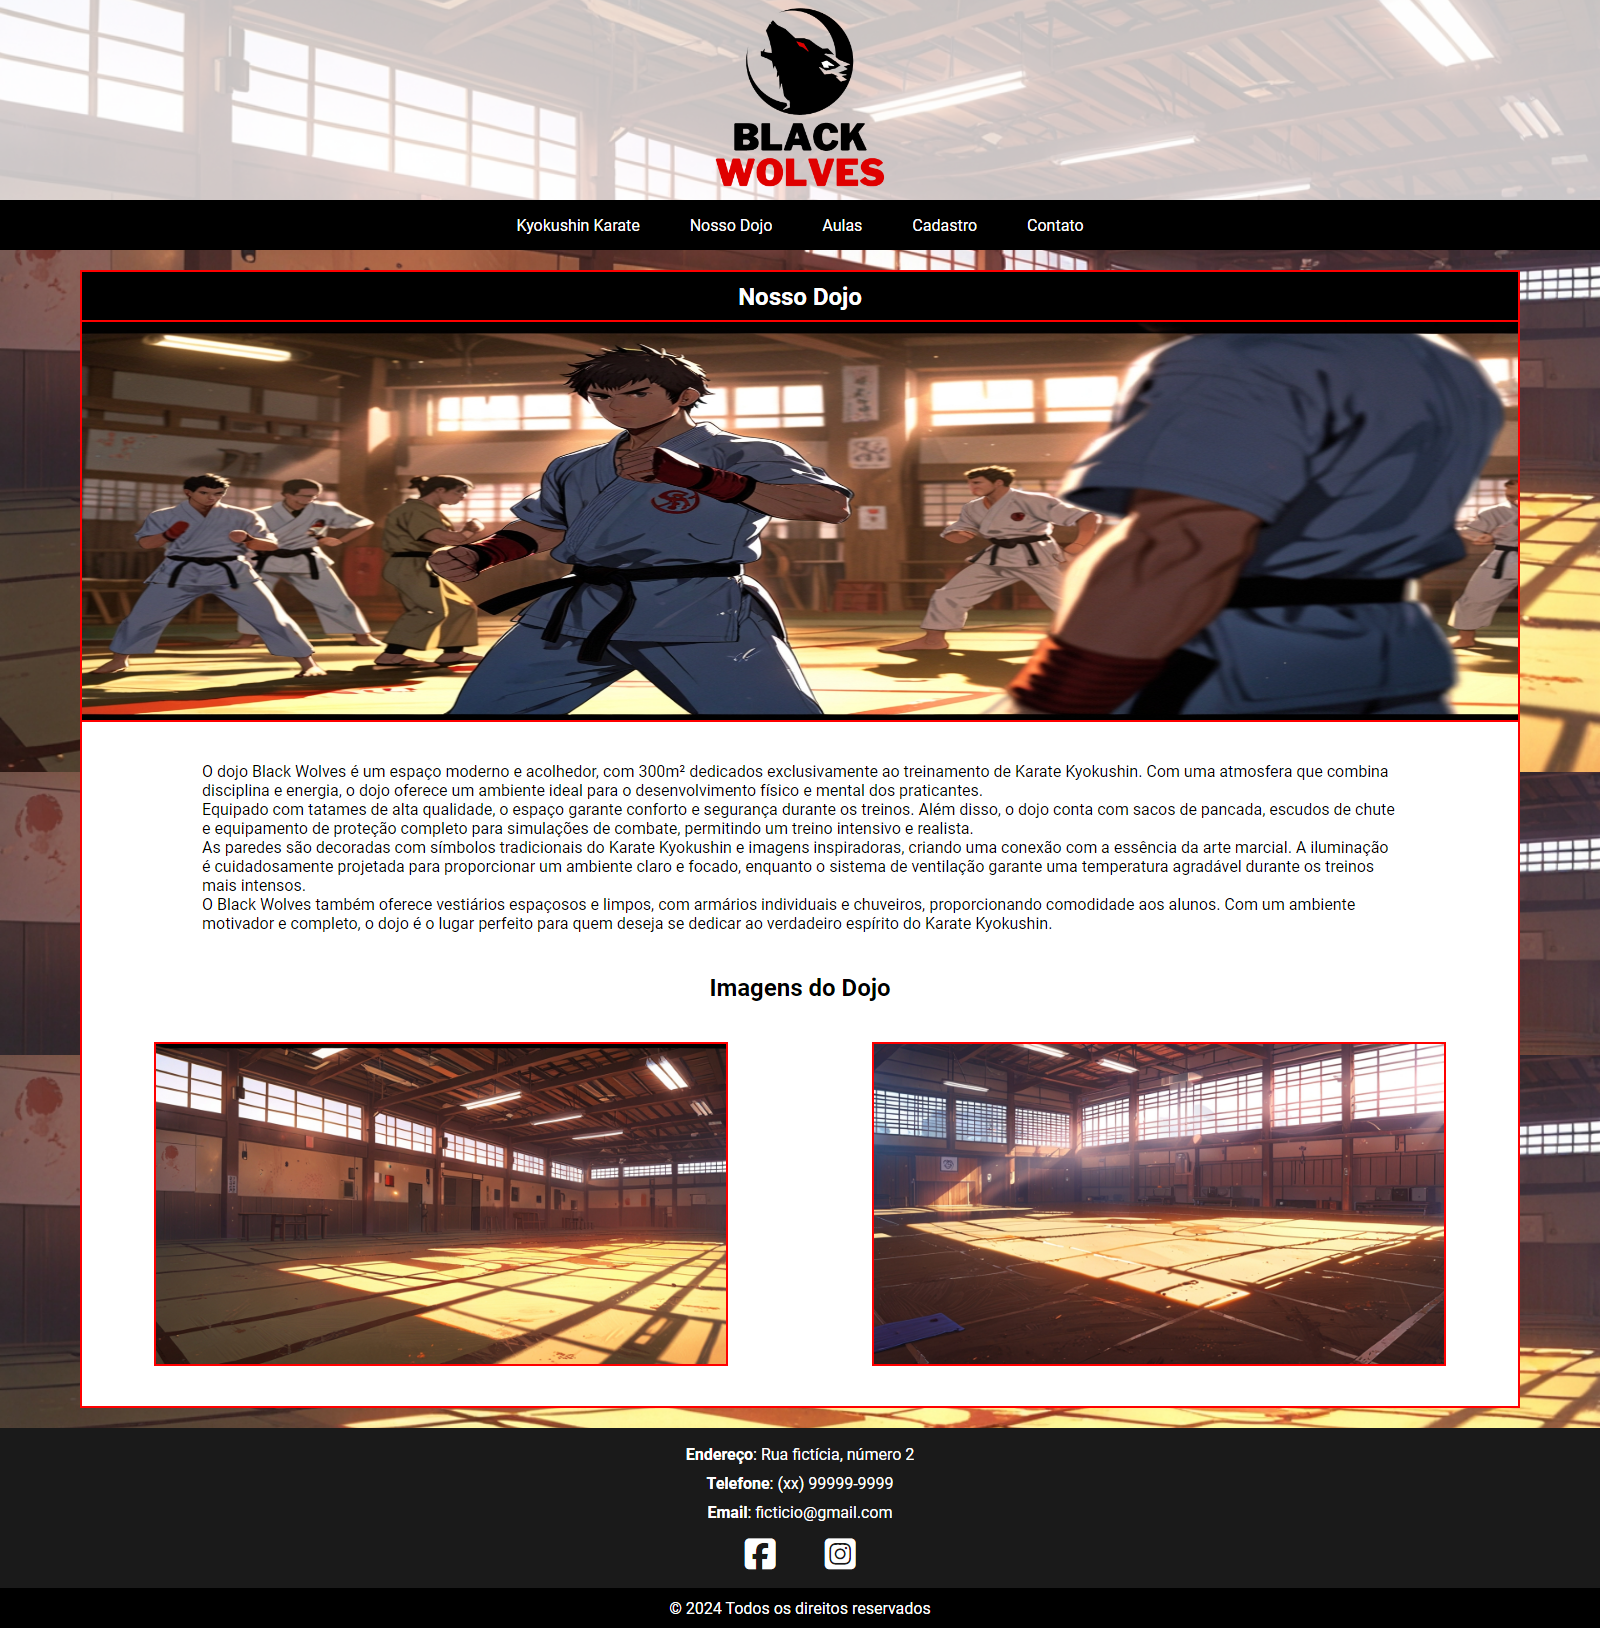 BLACK
WOLVES
Kyokushin Karate Nosso Dojo Aulas Cadastro Contato
Nosso Dojo
O dojo Black Wolves é um espaço moderno e acolhedor, com 300m² dedicados exclusivamente ao treinamento de Karate Kyokushin. Com uma atmosfera que combina
disciplina e energia, o dojo oferece um ambiente ideal para o desenvolvimento físico e mental dos praticantes.
Equipado com tatames de alta qualidade, o espaço garante conforto e segurança durante os treinos. Além disso, o dojo conta com sacos de pancada, escudos de chute
e equipamento de proteção completo para simulações de combate, permitindo um treino intensivo e realista.
As paredes são decoradas com símbolos tradicionais do Karate Kyokushin e imagens inspiradoras, criando uma conexão com a essência da arte marcial. A iluminação
é cuidadosamente projetada para proporcionar um ambiente claro e focado, enquanto o sistema de ventilação garante uma temperatura agradável durante os treinos
mais intensos.
O Black Wolves também oferece vestiários espaçosos e limpos, com armários individuais e chuveiros, proporcionando comodidade aos alunos. Com um ambiente
motivador e completo, o dojo é o lugar perfeito para quem deseja se dedicar ao verdadeiro espírito do Karate Kyokushin.
Imagens do Dojo
Endereço: Rua fictícia, número 2
Telefone: (xx) 99999-9999
Email: ficticio@gmail.com
© 2024 Todos os direitos reservados